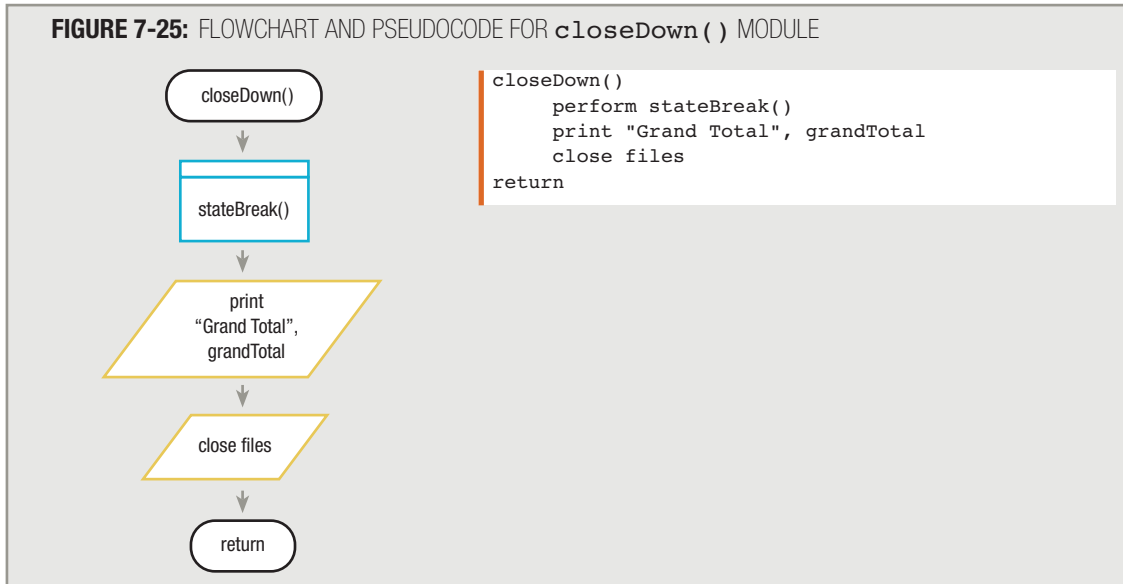 FIGURE 7-25: FLOWCHART AND PSEUDOCODE FOR closeDown() MODULE
closeDown()
stateBreak()
print
“Grand Total”,
grandTotal
close files
return
closeDown()
perform stateBreak()
print "Grand Total", grandTotal
close files
return